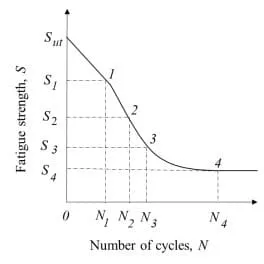 Fatigue strength, S
S_ut
S_1
S_2
S_3
S_4
1
2
3
4
0 N_1 N_2 N_3 N_4
Number of cycles, N